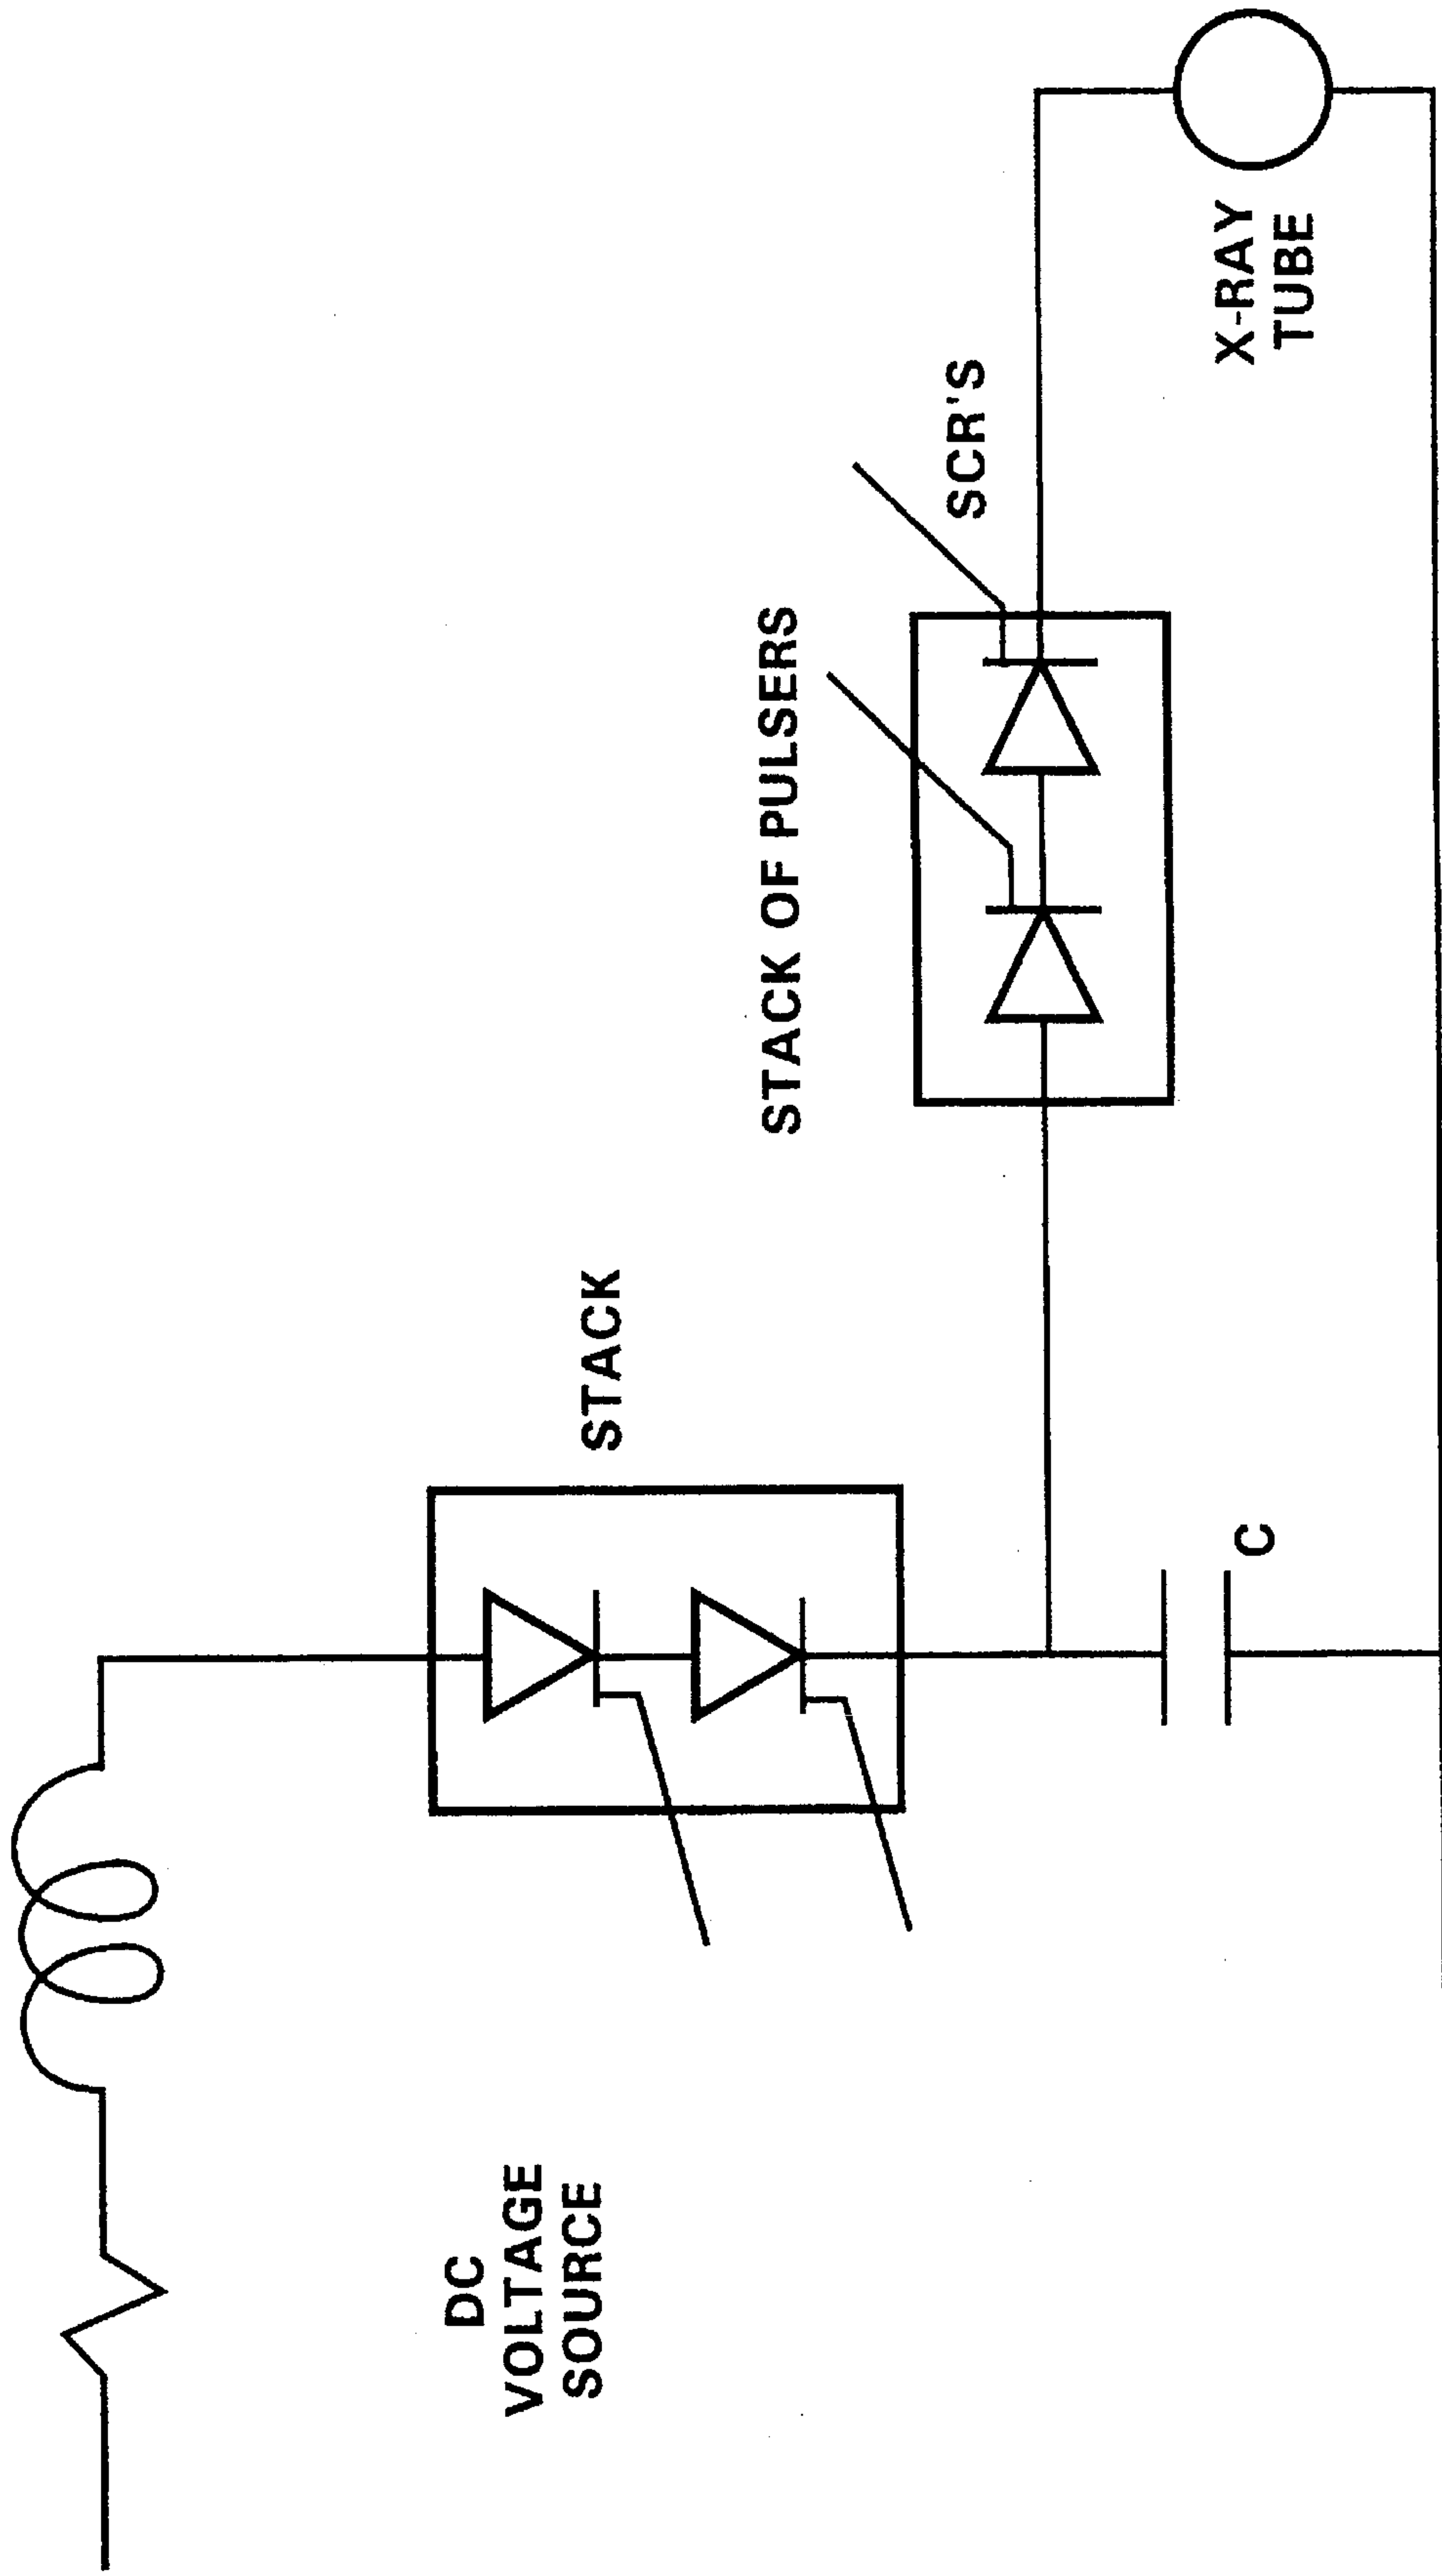 DC
VOLTAGE
SOURCE
STACK
C
STACK OF PULSERS
SCR'S
X-RAY
TUBE